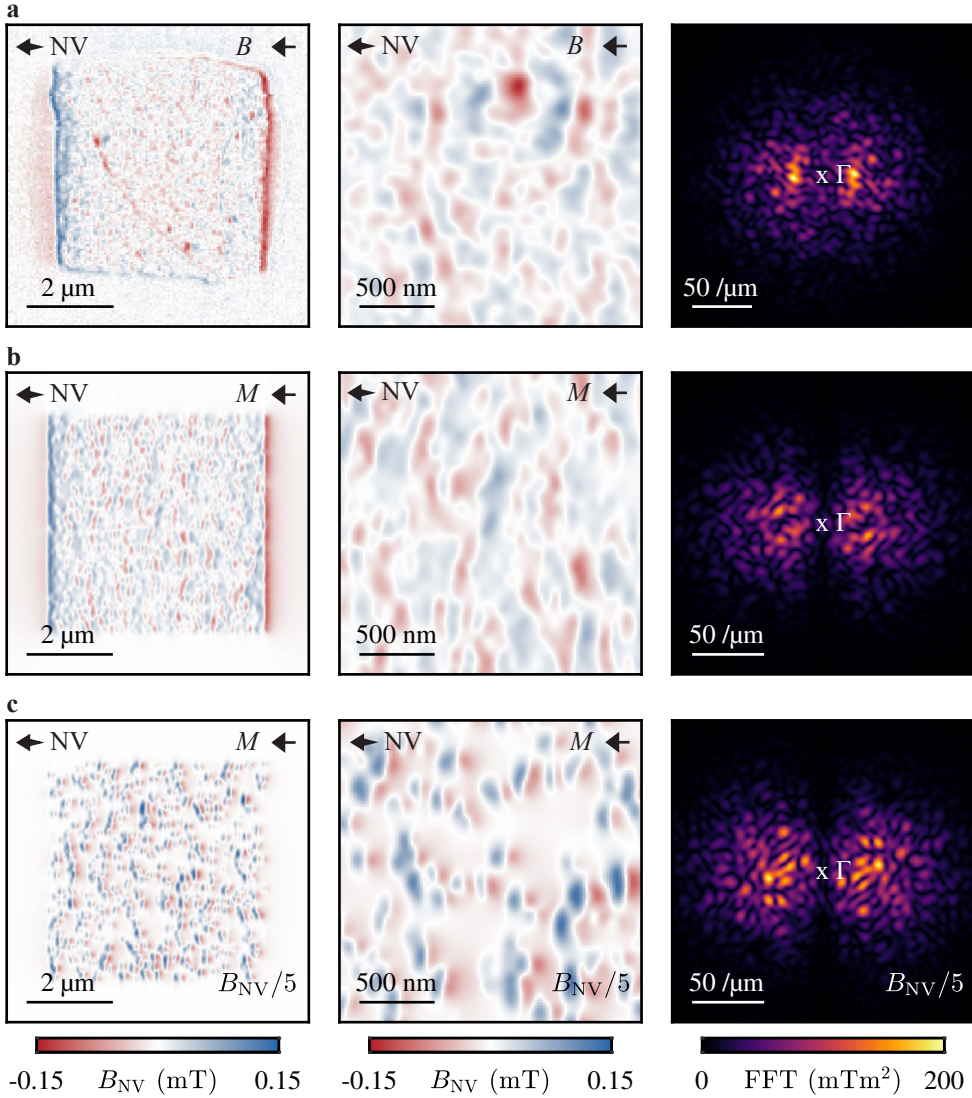 a
NV B
2 µm
NV B
500 nm
x Γ
50 /µm
b
NV M
2 µm
NV M
500 nm
x Γ
50 /µm
c
NV M
2 µm
B_NV/5
NV M
500 nm
B_NV/5
x Γ
50 /µm
B_NV/5
-0.15 B_NV (mT) 0.15
-0.15 B_NV (mT) 0.15
0 FFT (mTm²) 200